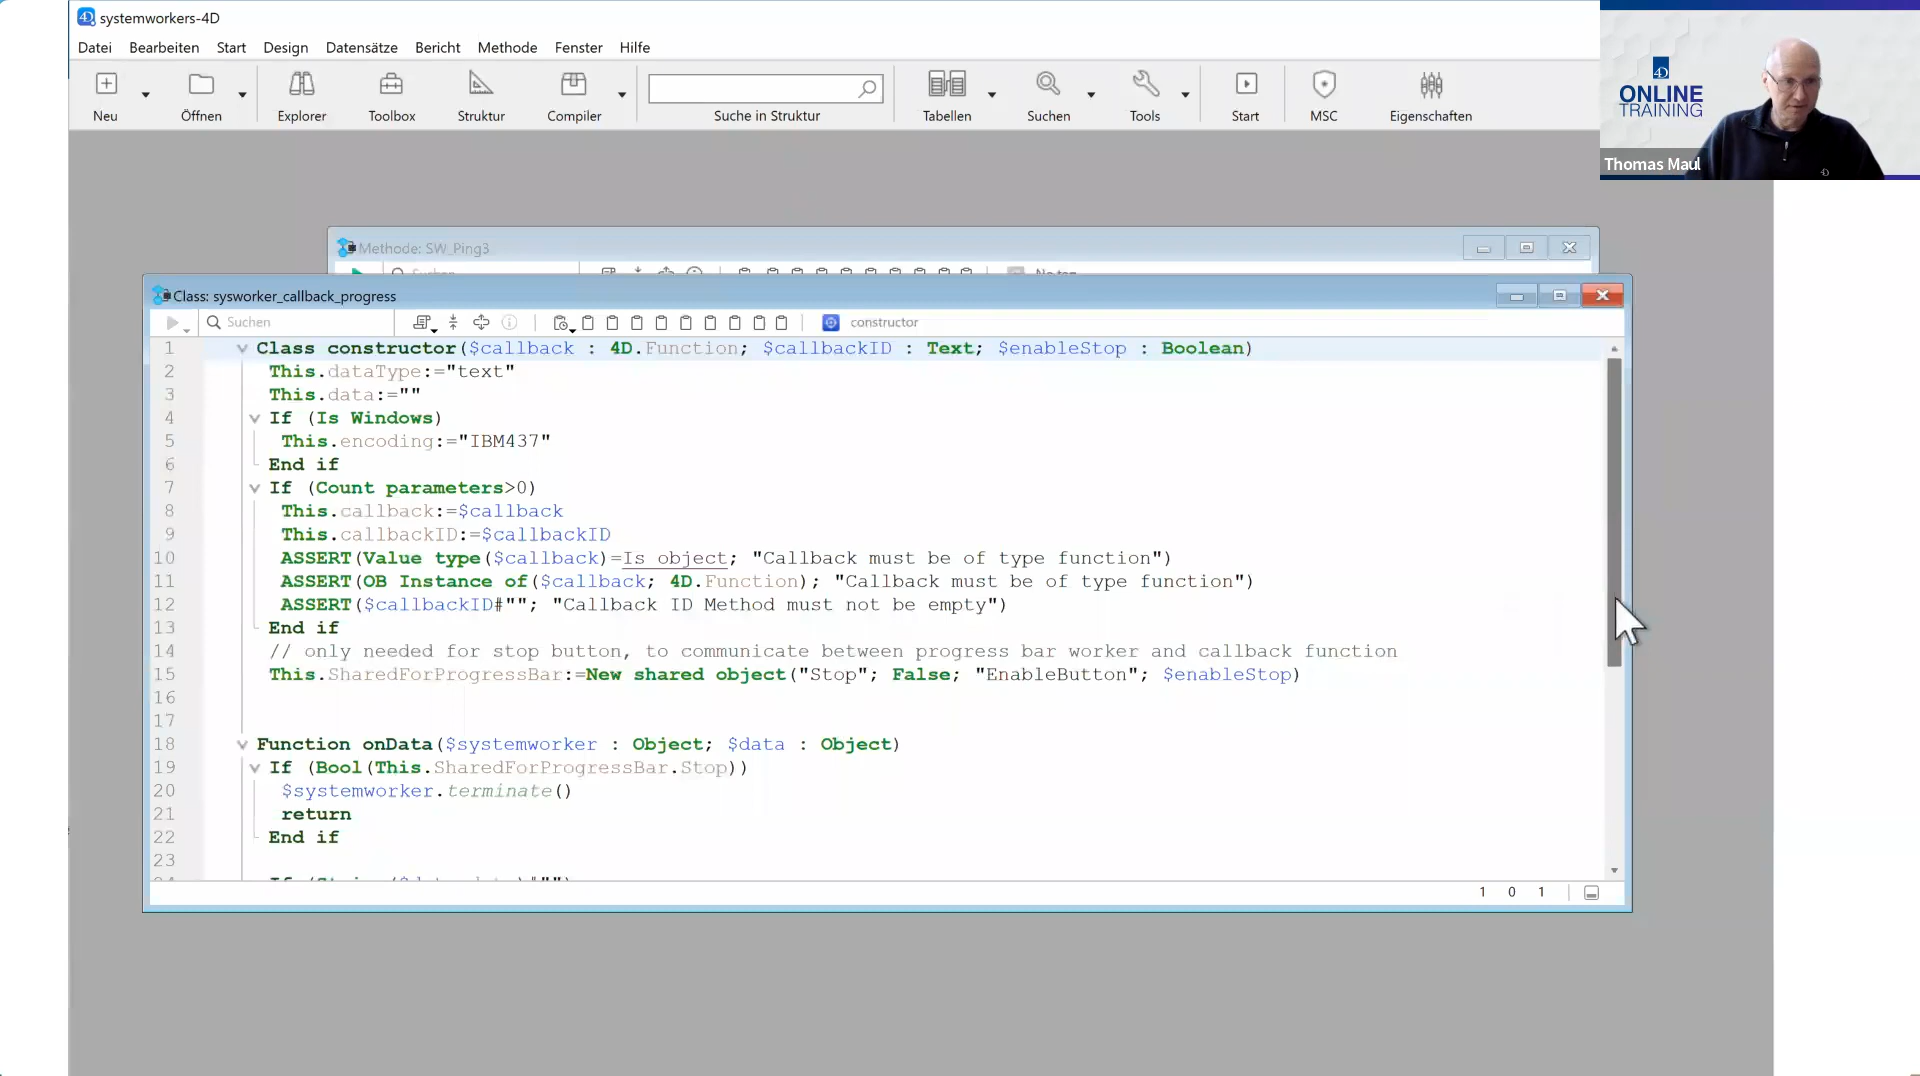 systemworkers-4D
Datei Bearbeiten Start Design Datensätze Bericht Methode Fenster Hilfe
Neu Öffnen Explorer Toolbox Struktur Compiler Suche in Struktur Tabellen Suchen Tools Start MSC Eigenschaften
4D
ONLINE
TRAINING
Thomas Maul
Methode: SW_Ping3
Class: sysworker_callback_progress
Suchen constructor
1 Class constructor($callback : 4D.Function; $callbackID : Text; $enableStop : Boolean)
2 This.dataType:="text"
3 This.data:=""
4 If (Is Windows)
5 This.encoding:="IBM437"
6 End if
7 If (Count parameters>0)
8 This.callback:=$callback
9 This.callbackID:=$callbackID
10 ASSERT(Value type($callback)=Is object; "Callback must be of type function")
11 ASSERT(OB Instance of($callback; 4D.Function); "Callback must be of type function")
12 ASSERT($callbackID#""; "Callback ID Method must not be empty")
13 End if
14 // only needed for stop button, to communicate between progress bar worker and callback function
15 This.SharedForProgressBar:=New shared object("Stop"; False; "EnableButton"; $enableStop)
16
17
18 Function onData($systemworker : Object; $data : Object)
19 If (Bool(This.SharedForProgressBar.Stop))
20 $systemworker.terminate()
21 return
22 End if
23
1 0 1